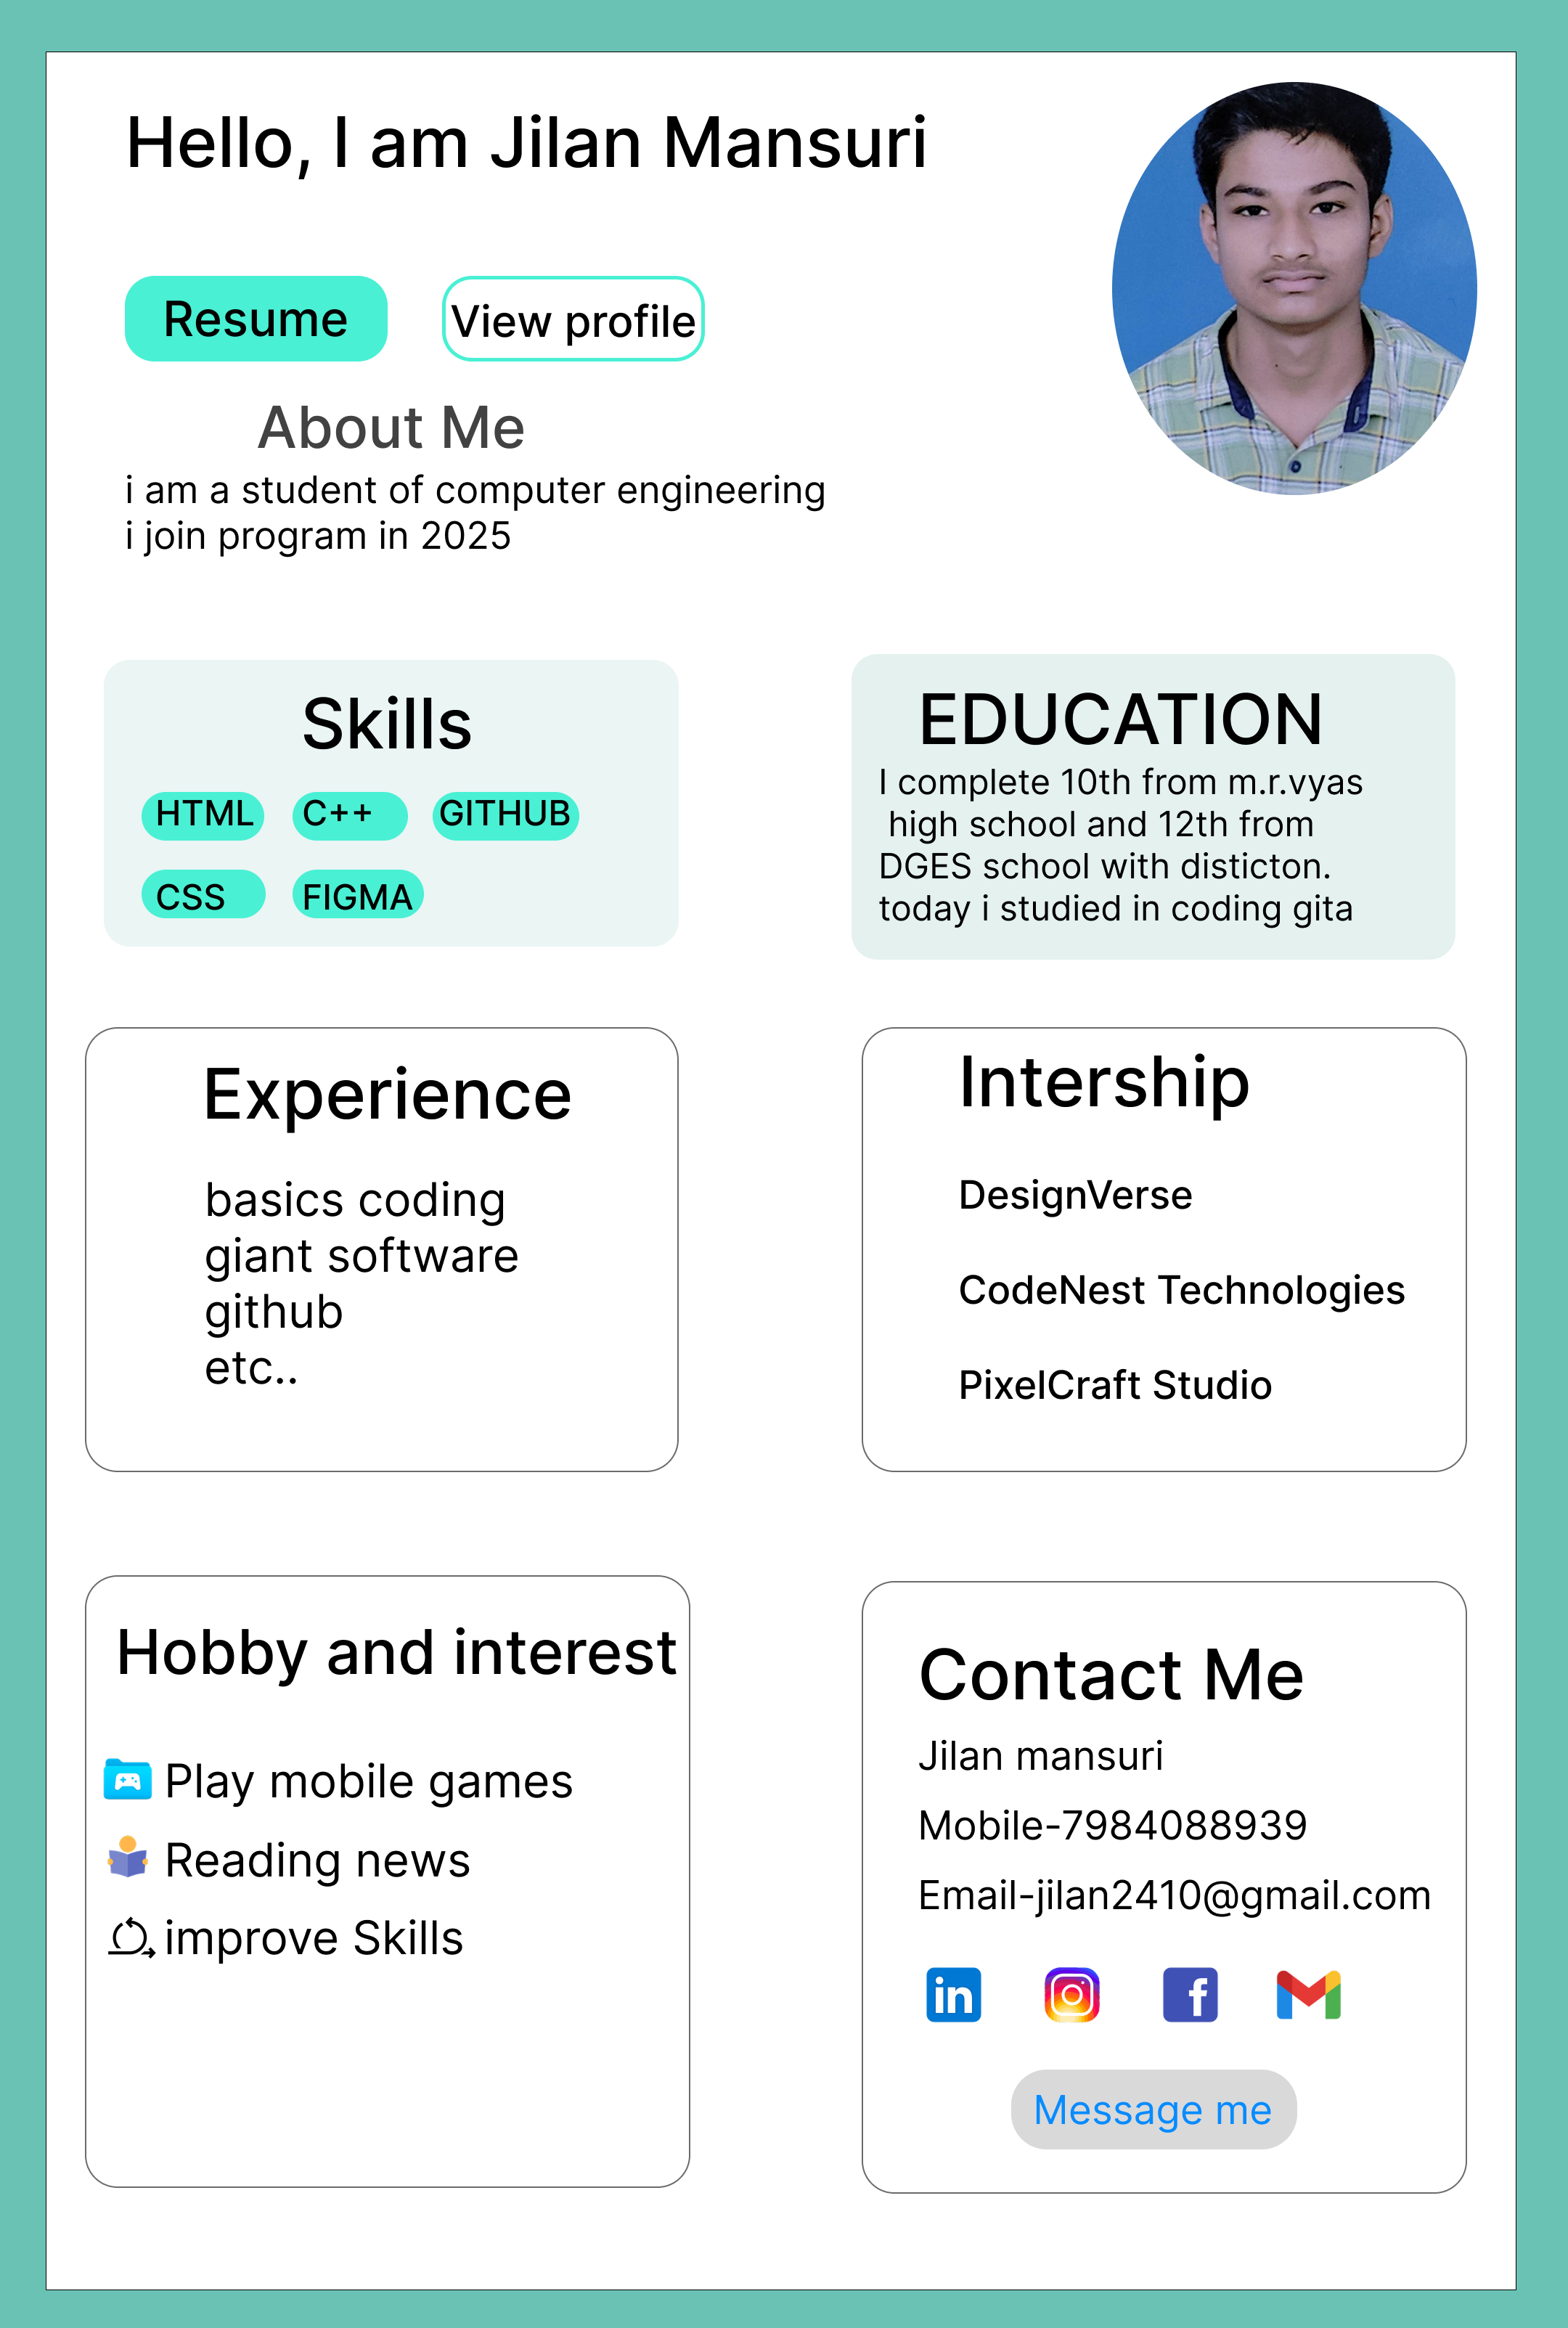 Hello, I am Jilan Mansuri
Resume
View profile
About Me
i am a student of computer engineering
i join program in 2025
Skills
HTML
C++
GITHUB
CSS
FIGMA
EDUCATION
I complete 10th from m.r.vyas
high school and 12th from
DGES school with disticton.
today i studied in coding gita
Experience
basics coding
giant software
github
etc..
Intership
DesignVerse
CodeNest Technologies
PixelCraft Studio
Hobby and interest
Play mobile games
Reading news
improve Skills
Contact Me
Jilan mansuri
Mobile-7984088939
Email-jilan2410@gmail.com
in
f
Message me